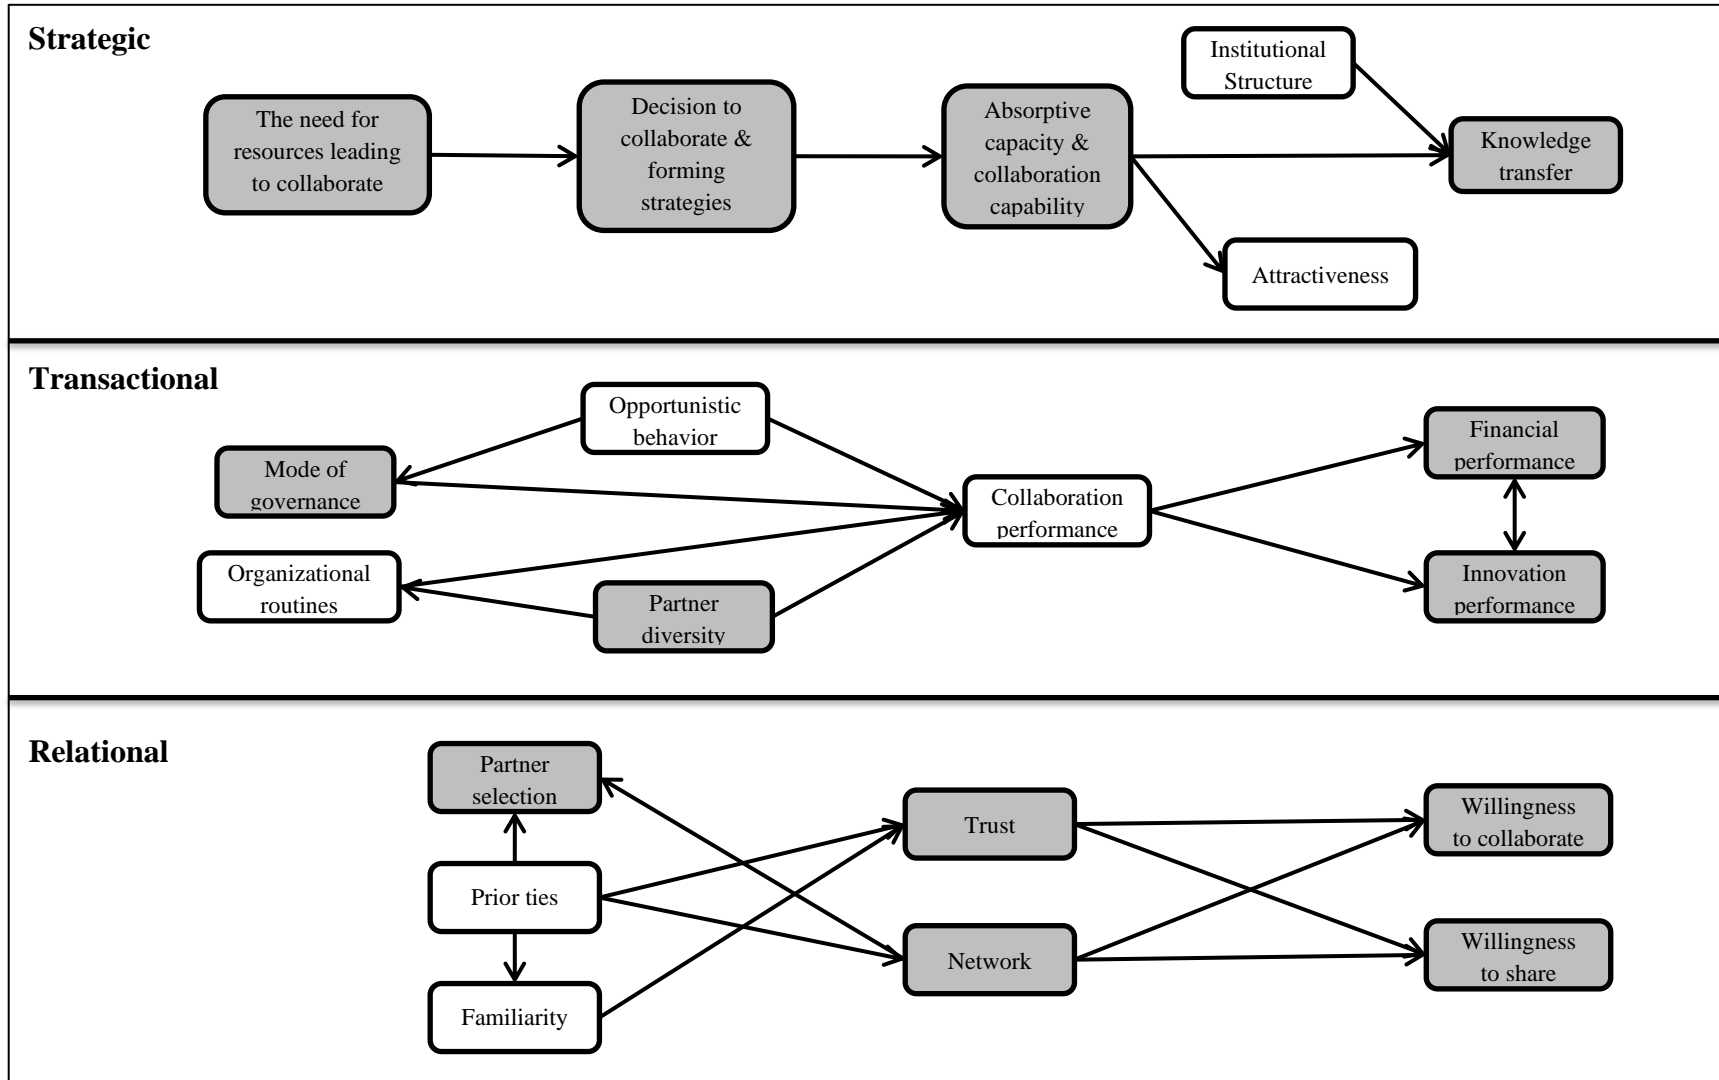 Strategic
The need for
resources leading
to collaborate
Decision to
collaborate &
forming
strategies
Absorptive
capacity &
collaboration
capability
Institutional
Structure
Knowledge
transfer
Attractiveness
Transactional
Opportunistic
behavior
Mode of
governance
Organizational
routines
Partner
diversity
Collaboration
performance
Financial
performance
Innovation
performance
Relational
Partner
selection
Prior ties
Familiarity
Trust
Network
Willingness
to collaborate
Willingness
to share